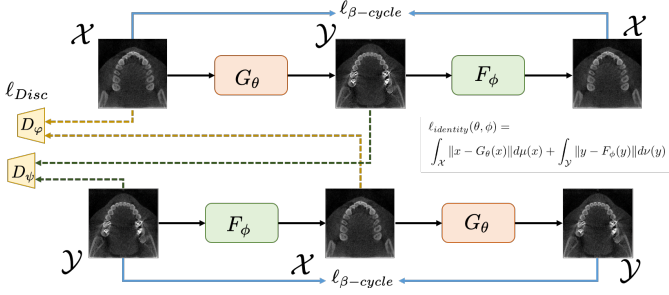 ℓ_{β−cycle}
𝒳 𝒴 𝒳
G_θ F_ϕ
ℓ_{Disc}
D_φ
ℓ_{identity}(θ, ϕ) =
∫_𝒳 ‖x − G_θ(x)‖dμ(x) + ∫_𝒴 ‖y − F_ϕ(y)‖dν(y)
D_ψ
F_ϕ G_θ
𝒴 𝒳 𝒴
ℓ_{β−cycle}